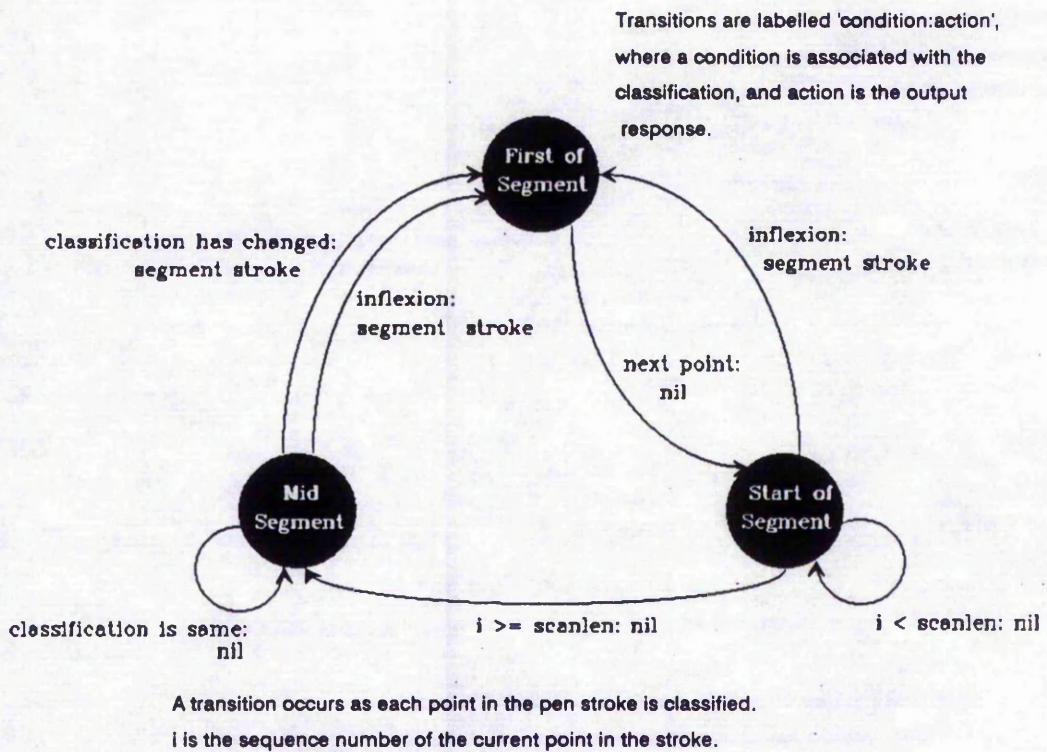 Transitions are labelled 'condition:action',
where a condition is associated with the
classification, and action is the output
response.
First of
Segment
classification has changed:
segment stroke
inflexion:
segment stroke
inflexion:
segment stroke
next point:
nil
Mid
Segment
Start of
Segment
classification is same:
nil
i >= scanlen: nil
i < scanlen: nil
A transition occurs as each point in the pen stroke is classified.
i is the sequence number of the current point in the stroke.